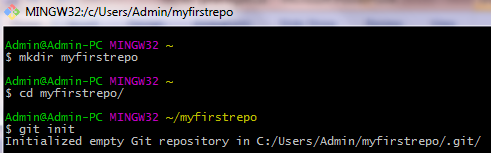 MINGW32:/c/Users/Admin/myfirstrepo
Admin@Admin-PC MINGW32 ~
$ mkdir myfirstrepo
Admin@Admin-PC MINGW32 ~
$ cd myfirstrepo/
Admin@Admin-PC MINGW32 ~/myfirstrepo
$ git init
Initialized empty Git repository in C:/Users/Admin/myfirstrepo/.git/